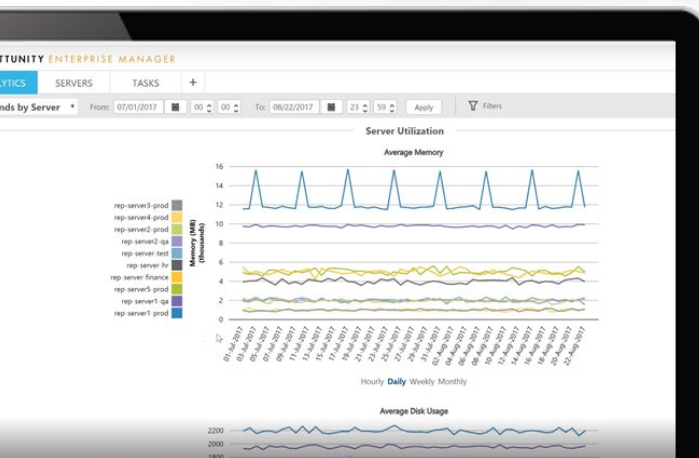 TTUNITY ENTERPRISE MANAGER
LYTICS SERVERS TASKS +
nds by Server From: 07/01/2017 00 00 To: 08/22/2017 23 59 Apply Filters
Server Utilization
Average Memory
16
14
12
10
8
6
4
2
0
Memory (MB)
(thousands)
rep-server3-prod
rep-server4-prod
rep-server2-prod
rep-server2-qa
rep-server-test
rep-server-hr
rep-server-finance
rep-server5-prod
rep-server1-qa
rep-server1-prod
01-Jul-2017
03-Jul-2017
05-Jul-2017
07-Jul-2017
09-Jul-2017
11-Jul-2017
13-Jul-2017
15-Jul-2017
17-Jul-2017
19-Jul-2017
21-Jul-2017
23-Jul-2017
25-Jul-2017
27-Jul-2017
29-Jul-2017
31-Jul-2017
02-Aug-2017
04-Aug-2017
06-Aug-2017
08-Aug-2017
10-Aug-2017
12-Aug-2017
14-Aug-2017
16-Aug-2017
18-Aug-2017
20-Aug-2017
22-Aug-2017
Hourly Daily Weekly Monthly
Average Disk Usage
2200
2000
1800